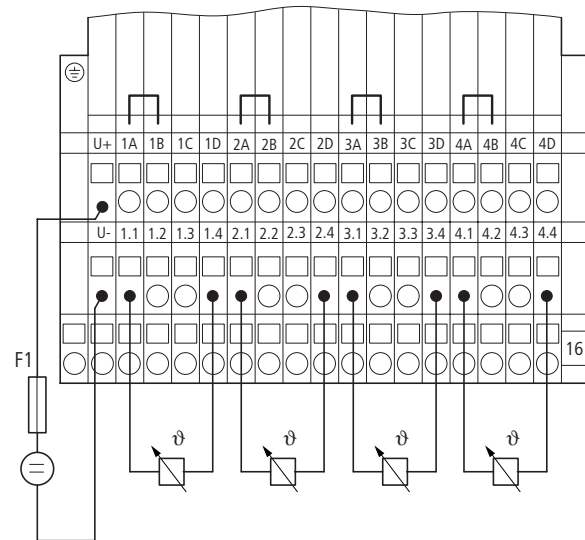 U+ 1A 1B 1C 1D 2A 2B 2C 2D 3A 3B 3C 3D 4A 4B 4C 4D
U- 1.1 1.2 1.3 1.4 2.1 2.2 2.3 2.4 3.1 3.2 3.3 3.4 4.1 4.2 4.3 4.4
16
F1
ϑ ϑ ϑ ϑ